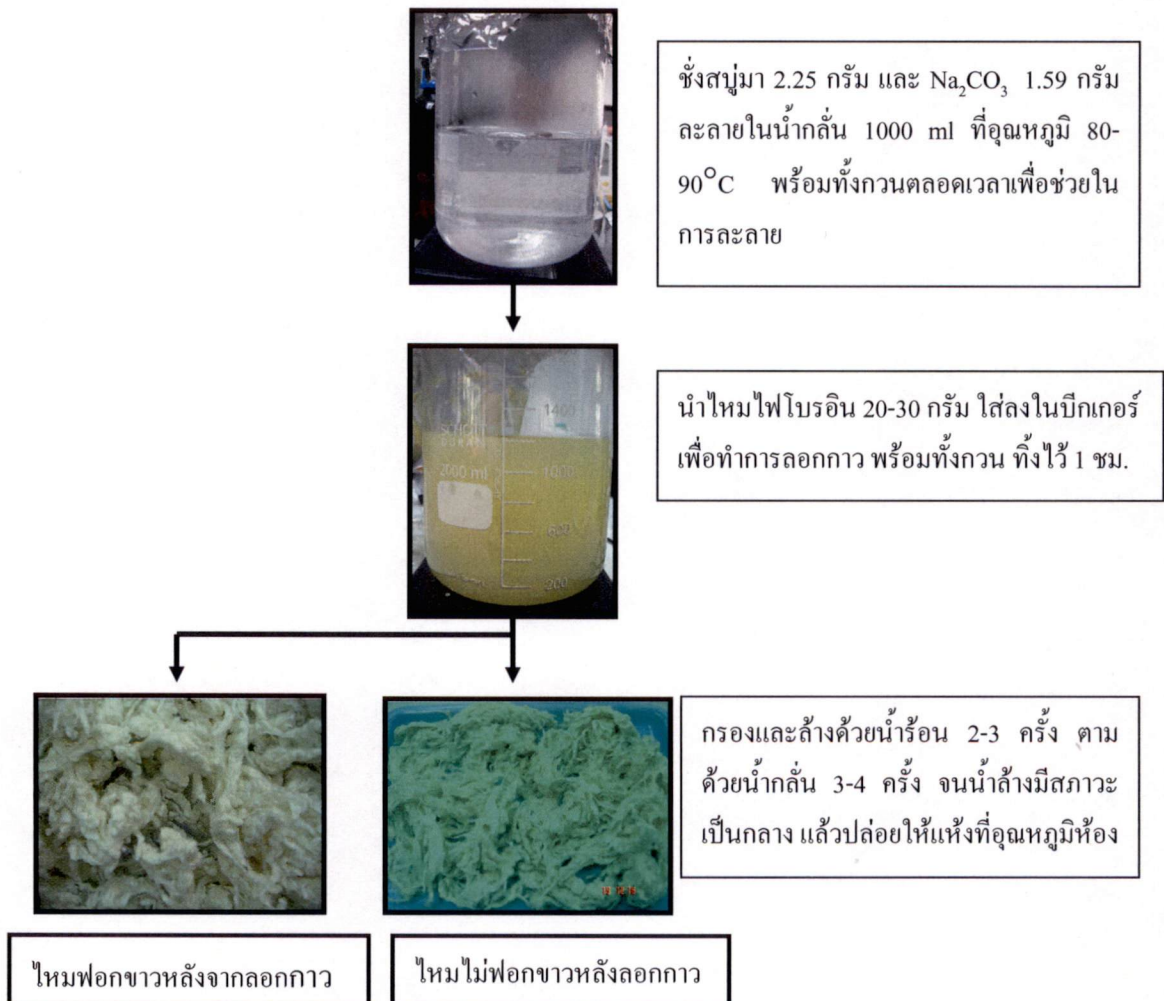 ชั่งสบู่มา 2.25 กรัม และ Na₂CO₃ 1.59 กรัม
ละลายในน้ำกลั่น 1000 ml ที่อุณหภูมิ 80-
90°C พร้อมทั้งกวนตลอดเวลาเพื่อช่วยใน
การละลาย
1400
2000 ml
1000
600
200
นำไหมไฟโบรอิน 20-30 กรัม ใส่ลงในบีกเกอร์
เพื่อทำการลอกกาว พร้อมทั้งกวน ทิ้งไว้ 1 ชม.
กรองและล้างด้วยน้ำร้อน 2-3 ครั้ง ตาม
ด้วยน้ำกลั่น 3-4 ครั้ง จนน้ำล้างมีสภาวะ
เป็นกลาง แล้วปล่อยให้แห้งที่อุณหภูมิห้อง
ไหมฟอกขาวหลังจากลอกกาว
ไหมไม่ฟอกขาวหลังลอกกาว